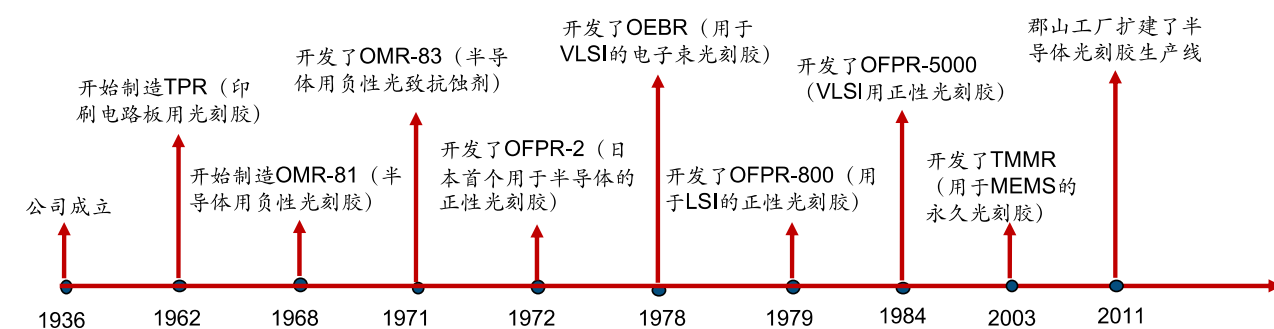 公司成立
开始制造TPR（印
刷电路板用光刻胶）
开始制造OMR-81（半
导体用负性光刻胶）
开发了OMR-83（半导
体用负性光致抗蚀剂）
开发了OFPR-2（日
本首个用于半导体的
正性光刻胶）
开发了OEBR（用于
VLSI的电子束光刻胶）
开发了OFPR-800（用
于LSI的正性光刻胶）
开发了OFPR-5000
（VLSI用正性光刻胶）
开发了TMMR
（用于MEMS的
永久光刻胶）
郡山工厂扩建了半
导体光刻胶生产线
1936
1962
1968
1971
1972
1978
1979
1984
2003
2011